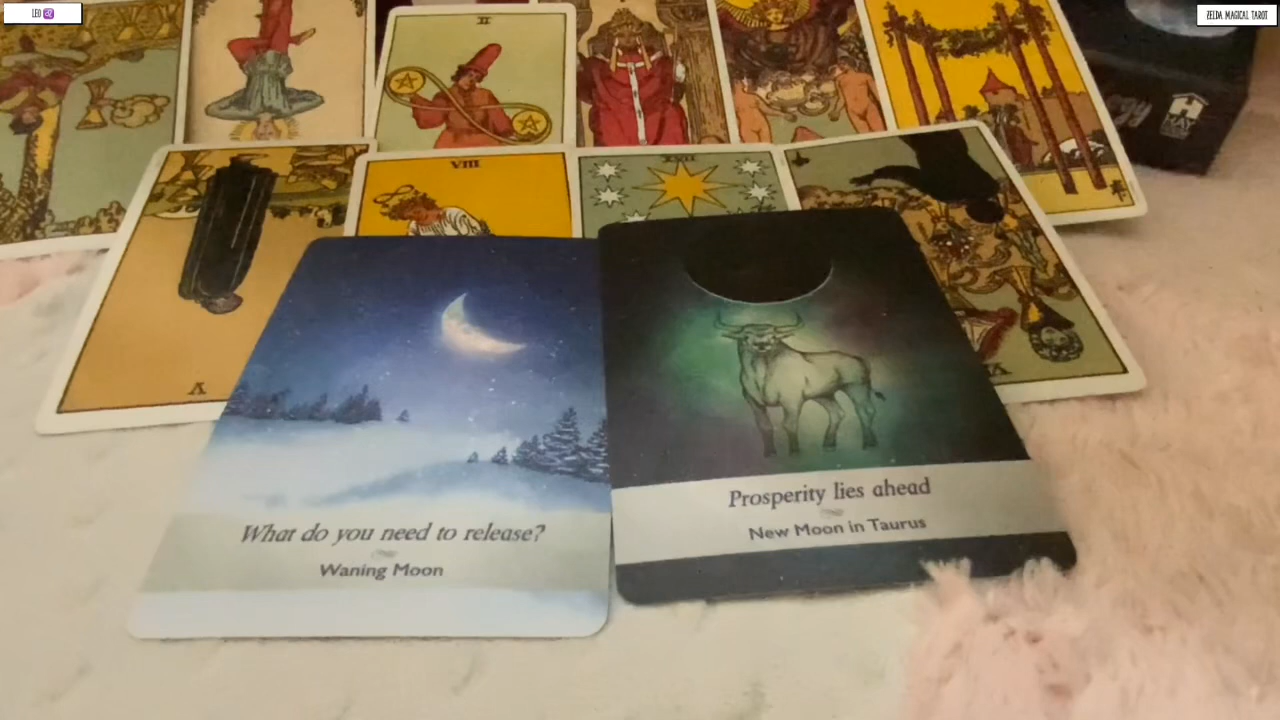 LEO ♌
ZELDA MAGICAL TAROT
II
VIII
XVII
V
What do you need to release?
Waning Moon
Prosperity lies ahead
New Moon in Taurus